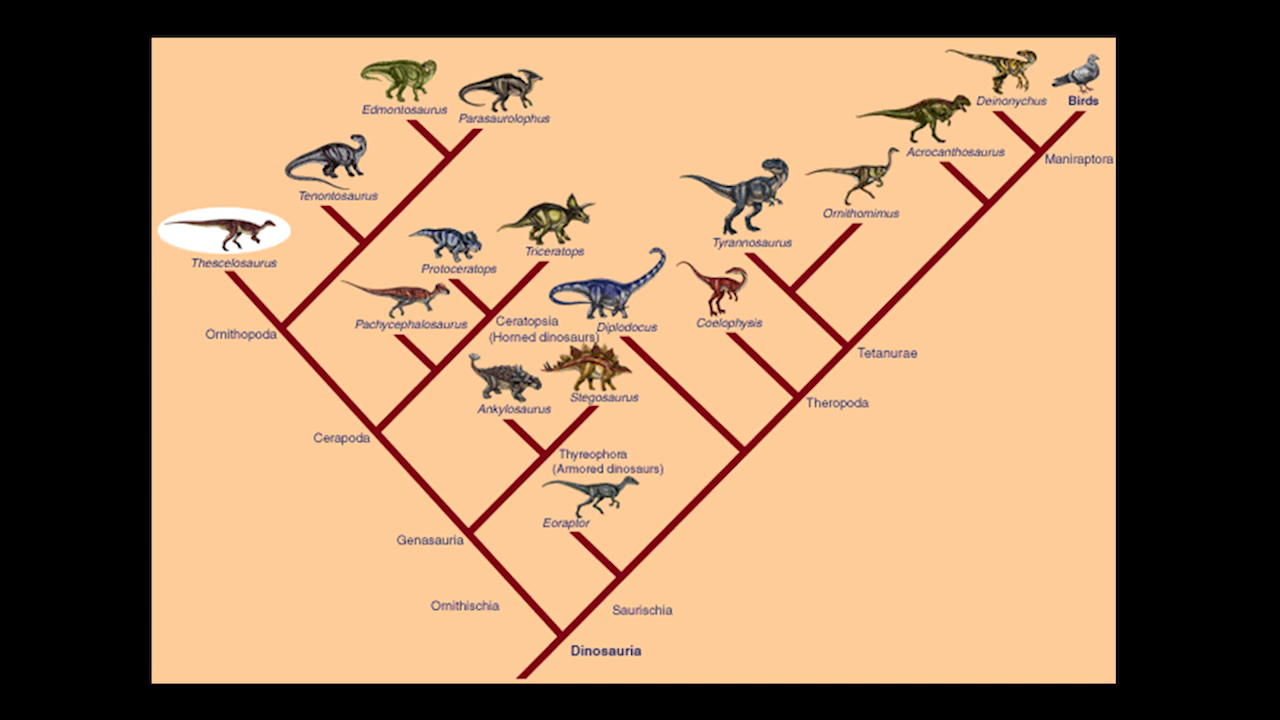 Deinonychus
Birds
Edmontosaurus
Parasaurolophus
Acrocanthosaurus
Maniraptora
Tenontosaurus
Ornithomimus
Tyrannosaurus
Triceratops
Thescelosaurus
Protoceratops
Pachycephalosaurus
Ceratopsia
(Horned dinosaurs)
Diplodocus
Coelophysis
Ornithopoda
Tetanurae
Stegosaurus
Theropoda
Ankylosaurus
Cerapoda
Thyreophora
(Armored dinosaurs)
Eoraptor
Genasauria
Ornithischia
Saurischia
Dinosauria